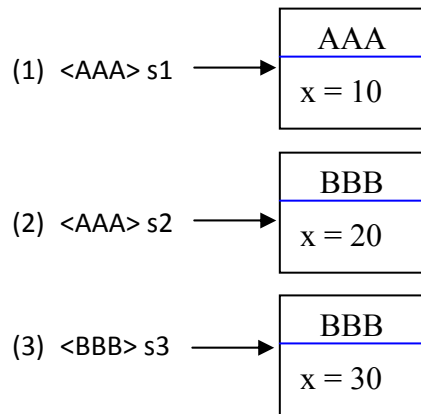 AAA
(1) <AAA> s1
x = 10
BBB
(2) <AAA> s2
x = 20
BBB
(3) <BBB> s3
x = 30